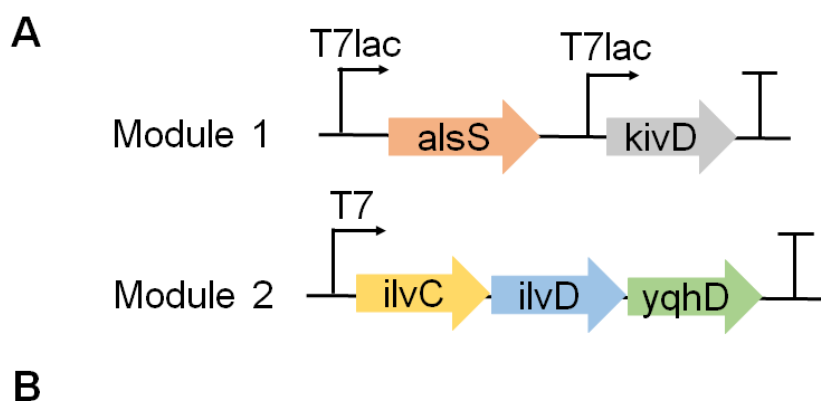 A
T7lac T7lac
Module 1 alsS kivD
T7
Module 2 ilvC ilvD yqhD
B